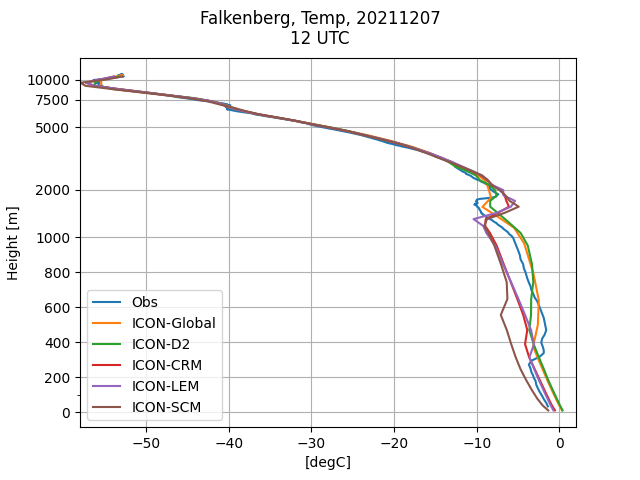 Falkenberg, Temp, 20211207
12 UTC
Height [m]
10000
7500
5000
2000
1000
800
600
400
200
0
Obs
ICON-Global
ICON-D2
ICON-CRM
ICON-LEM
ICON-SCM
−50 −40 −30 −20 −10 0
[degC]